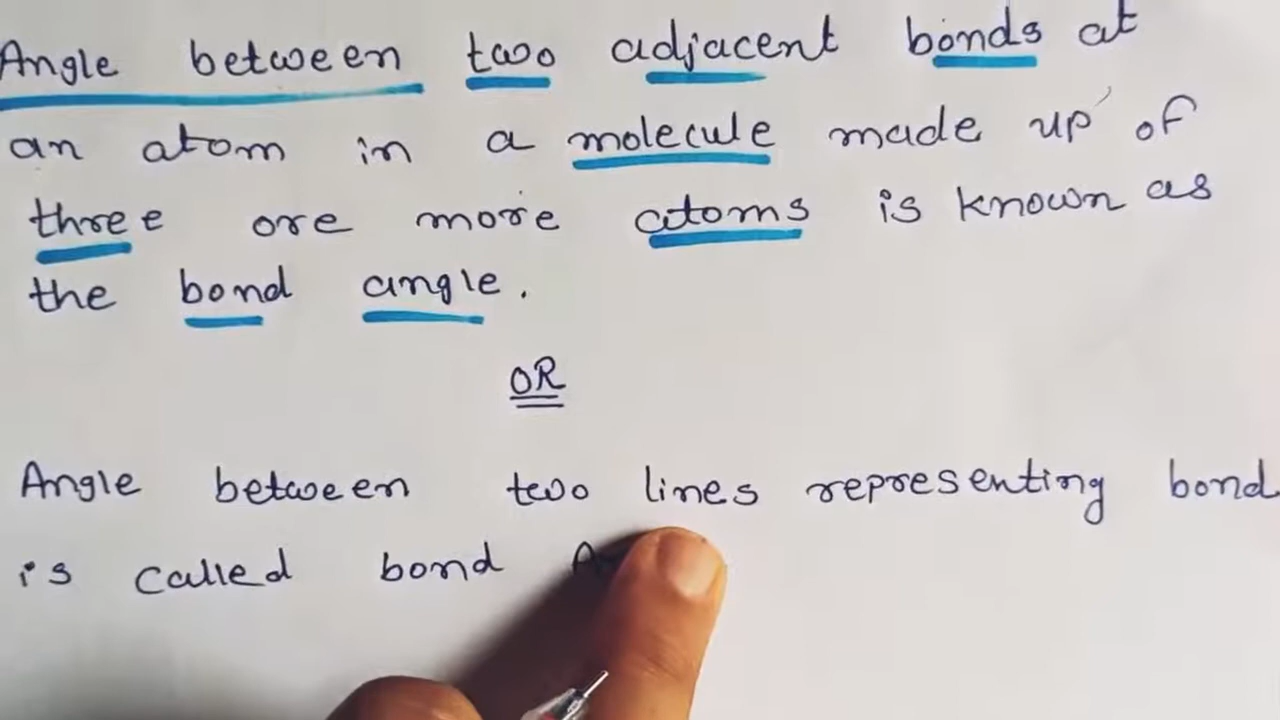 Angle between two adjacent bonds at
an atom in a molecule made up of
three ore more atoms is known as
the bond angle.
OR
Angle between two lines representing bond
is called bond